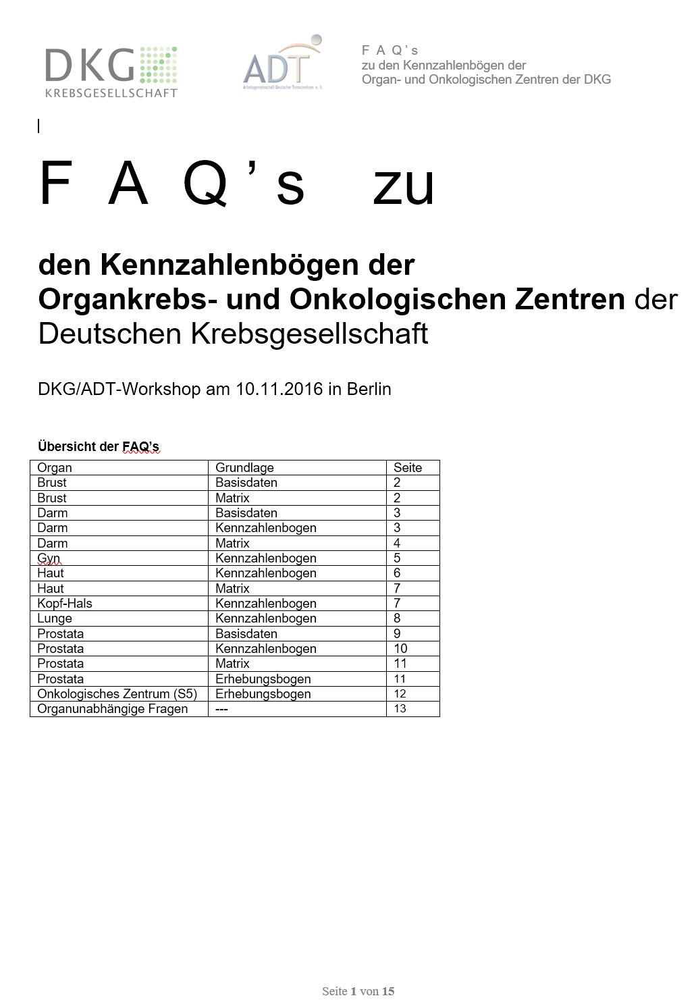 DKG
KREBSGESELLSCHAFT
ADT
Arbeitsgemeinschaft Deutscher Tumorzentren e. V.
F A Q ' s
zu den Kennzahlenbögen der
Organ- und Onkologischen Zentren der DKG
F A Q ' s zu
den Kennzahlenbögen der
Organkrebs- und Onkologischen Zentren der
Deutschen Krebsgesellschaft
DKG/ADT-Workshop am 10.11.2016 in Berlin
Übersicht der FAQ's
Organ Grundlage Seite
Brust Basisdaten 2
Brust Matrix 2
Darm Basisdaten 3
Darm Kennzahlenbogen 3
Darm Matrix 4
Gyn Kennzahlenbogen 5
Haut Kennzahlenbogen 6
Haut Matrix 7
Kopf-Hals Kennzahlenbogen 7
Lunge Kennzahlenbogen 8
Prostata Basisdaten 9
Prostata Kennzahlenbogen 10
Prostata Matrix 11
Prostata Erhebungsbogen 11
Onkologisches Zentrum (S5) Erhebungsbogen 12
Organunabhängige Fragen --- 13
Seite 1 von 15